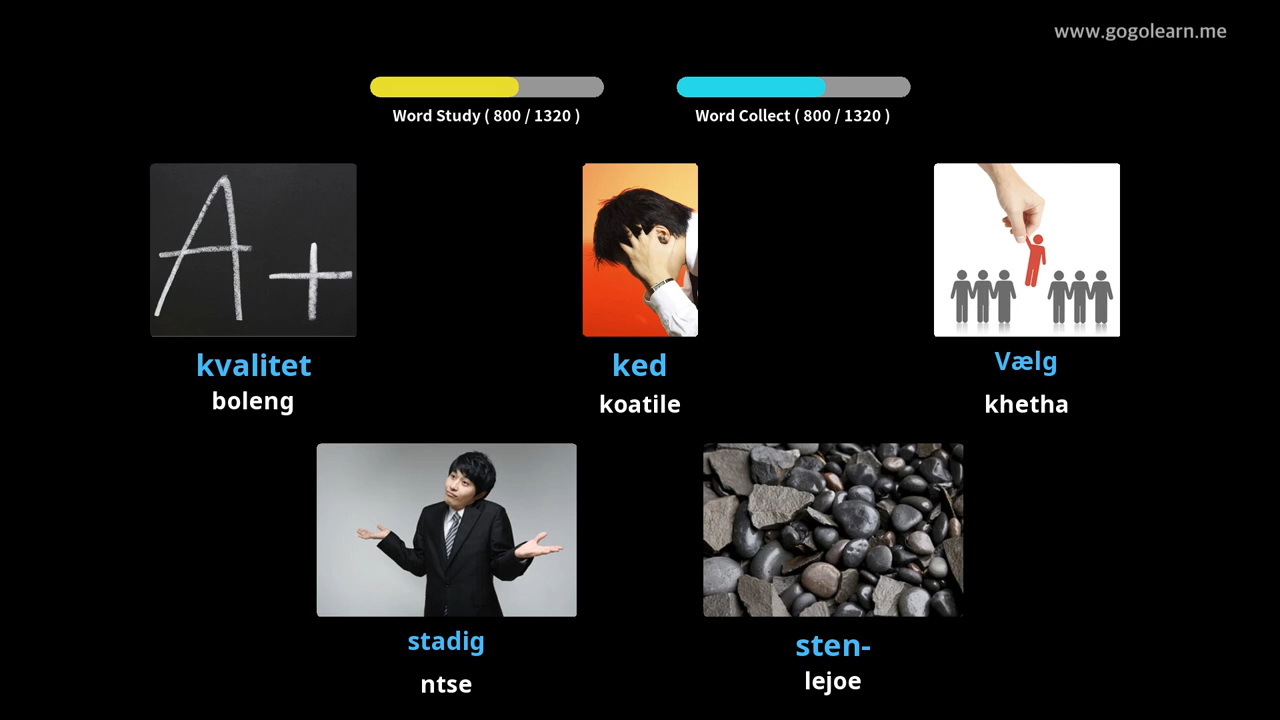 www.gogolearn.me
Word Study ( 800 / 1320 )
Word Collect ( 800 / 1320 )
A+
kvalitet
boleng
ked
koatile
Vælg
khetha
stadig
ntse
sten-
lejoe